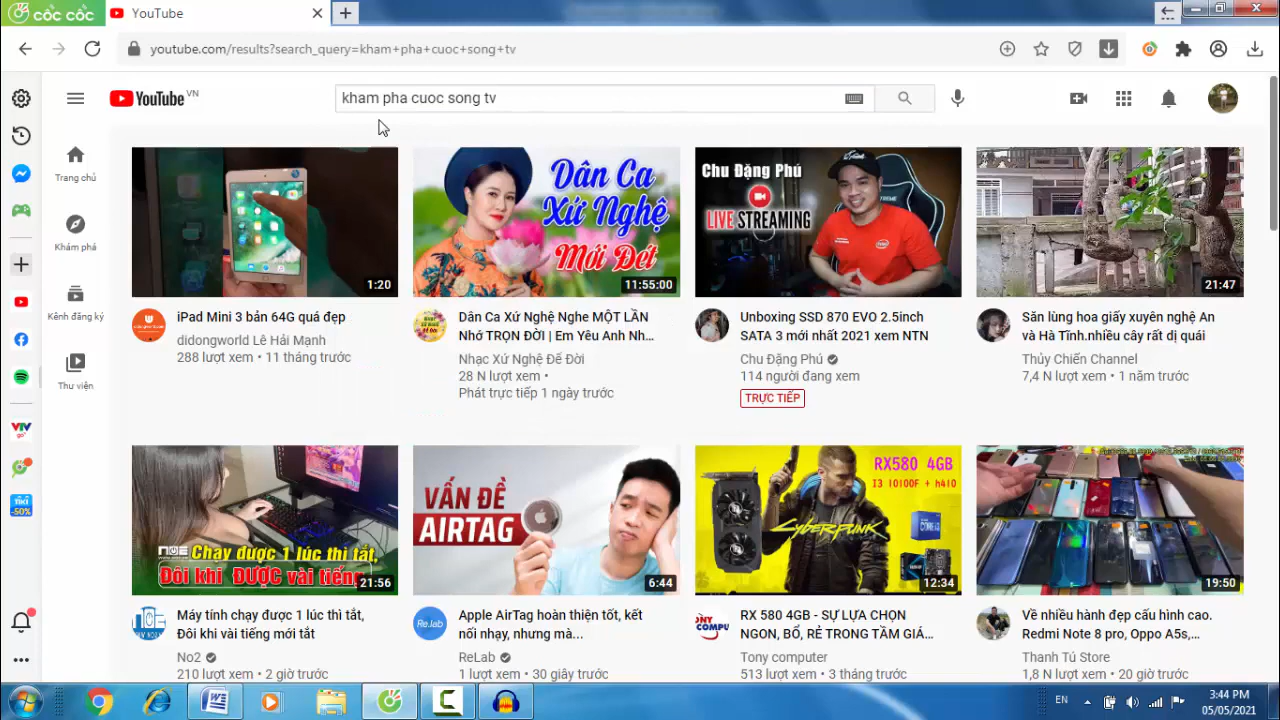 cốc cốc
YouTube
youtube.com/results?search_query=kham+pha+cuoc+song+tv
YouTube VN
kham pha cuoc song tv
Trang chủ
Khám phá
Kênh đăng ký
Thư viện
VTV
go
TIKI
-50%
1:20
Dân Ca
Xứ Nghệ
Mới Đét
11:55:00
Chu Đặng Phú
LIVE STREAMING
21:47
iPad Mini 3 bản 64G quá đẹp
didongworld Lê Hải Mạnh
288 lượt xem • 11 tháng trước
Dân Ca Xứ Nghệ Nghe MỘT LẦN
Nhớ TRỌN ĐỜI | Em Yêu Anh Nh...
Nhạc Xứ Nghệ Để Đời
28 N lượt xem •
Phát trực tiếp 1 ngày trước
Unboxing SSD 870 EVO 2.5inch
SATA 3 mới nhất 2021 xem NTN
Chu Đặng Phú
114 người đang xem
TRỰC TIẾP
Săn lùng hoa giấy xuyên nghệ An
và Hà Tĩnh.nhiều cây rất dị quái
Thủy Chiến Channel
7,4 N lượt xem • 1 năm trước
Chạy được 1 lúc thì tắt,
Đôi khi ĐƯỢC vài tiếng
21:56
VẤN ĐỀ
AIRTAG
6:44
RX580 4GB
I3 10100F + h410
CYBERPUNK
12:34
19:50
Máy tính chạy được 1 lúc thì tắt,
Đôi khi vài tiếng mới tắt
No2
210 lượt xem • 2 giờ trước
Re.lab
Apple AirTag hoàn thiện tốt, kết
nối nhạy, nhưng mà...
ReLab
1 lượt xem • 30 giây trước
RX 580 4GB - SỰ LỰA CHỌN
NGON, BỔ, RẺ TRONG TẦM GIÁ...
Tony computer
513 lượt xem • 3 tháng trước
Về nhiều hành đẹp cấu hình cao.
Redmi Note 8 pro, Oppo A5s,...
Thanh Tú Store
1,8 N lượt xem • 20 giờ trước
EN
3:44 PM
05/05/2021